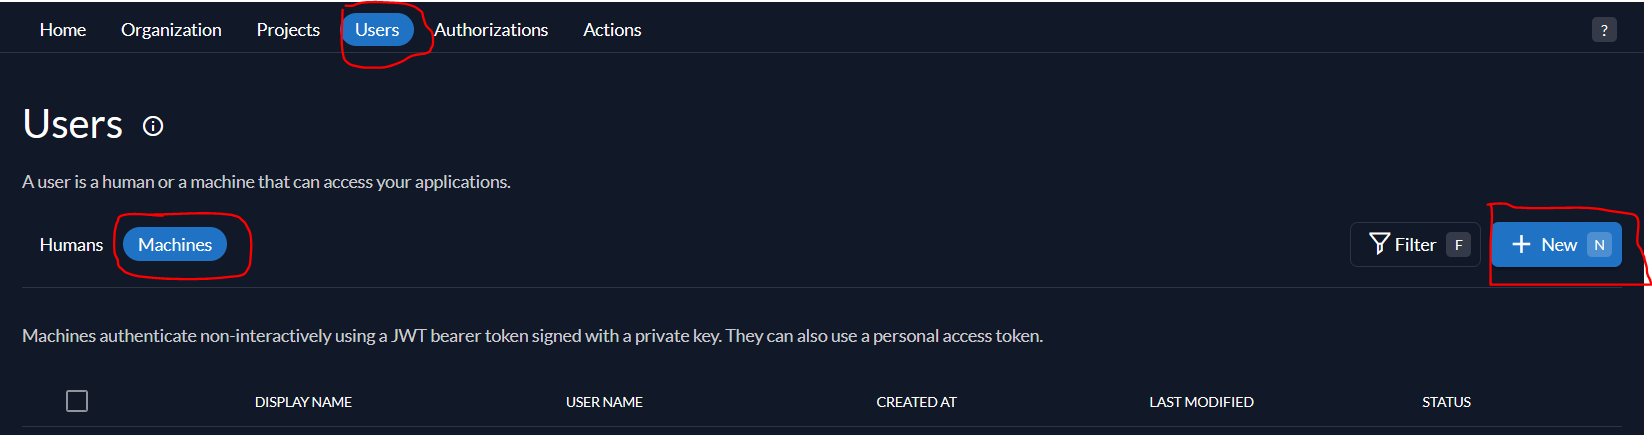 Home Organization Projects Users Authorizations Actions ?
Users
A user is a human or a machine that can access your applications.
Humans Machines Filter F + New N
Machines authenticate non-interactively using a JWT bearer token signed with a private key. They can also use a personal access token.
DISPLAY NAME USER NAME CREATED AT LAST MODIFIED STATUS